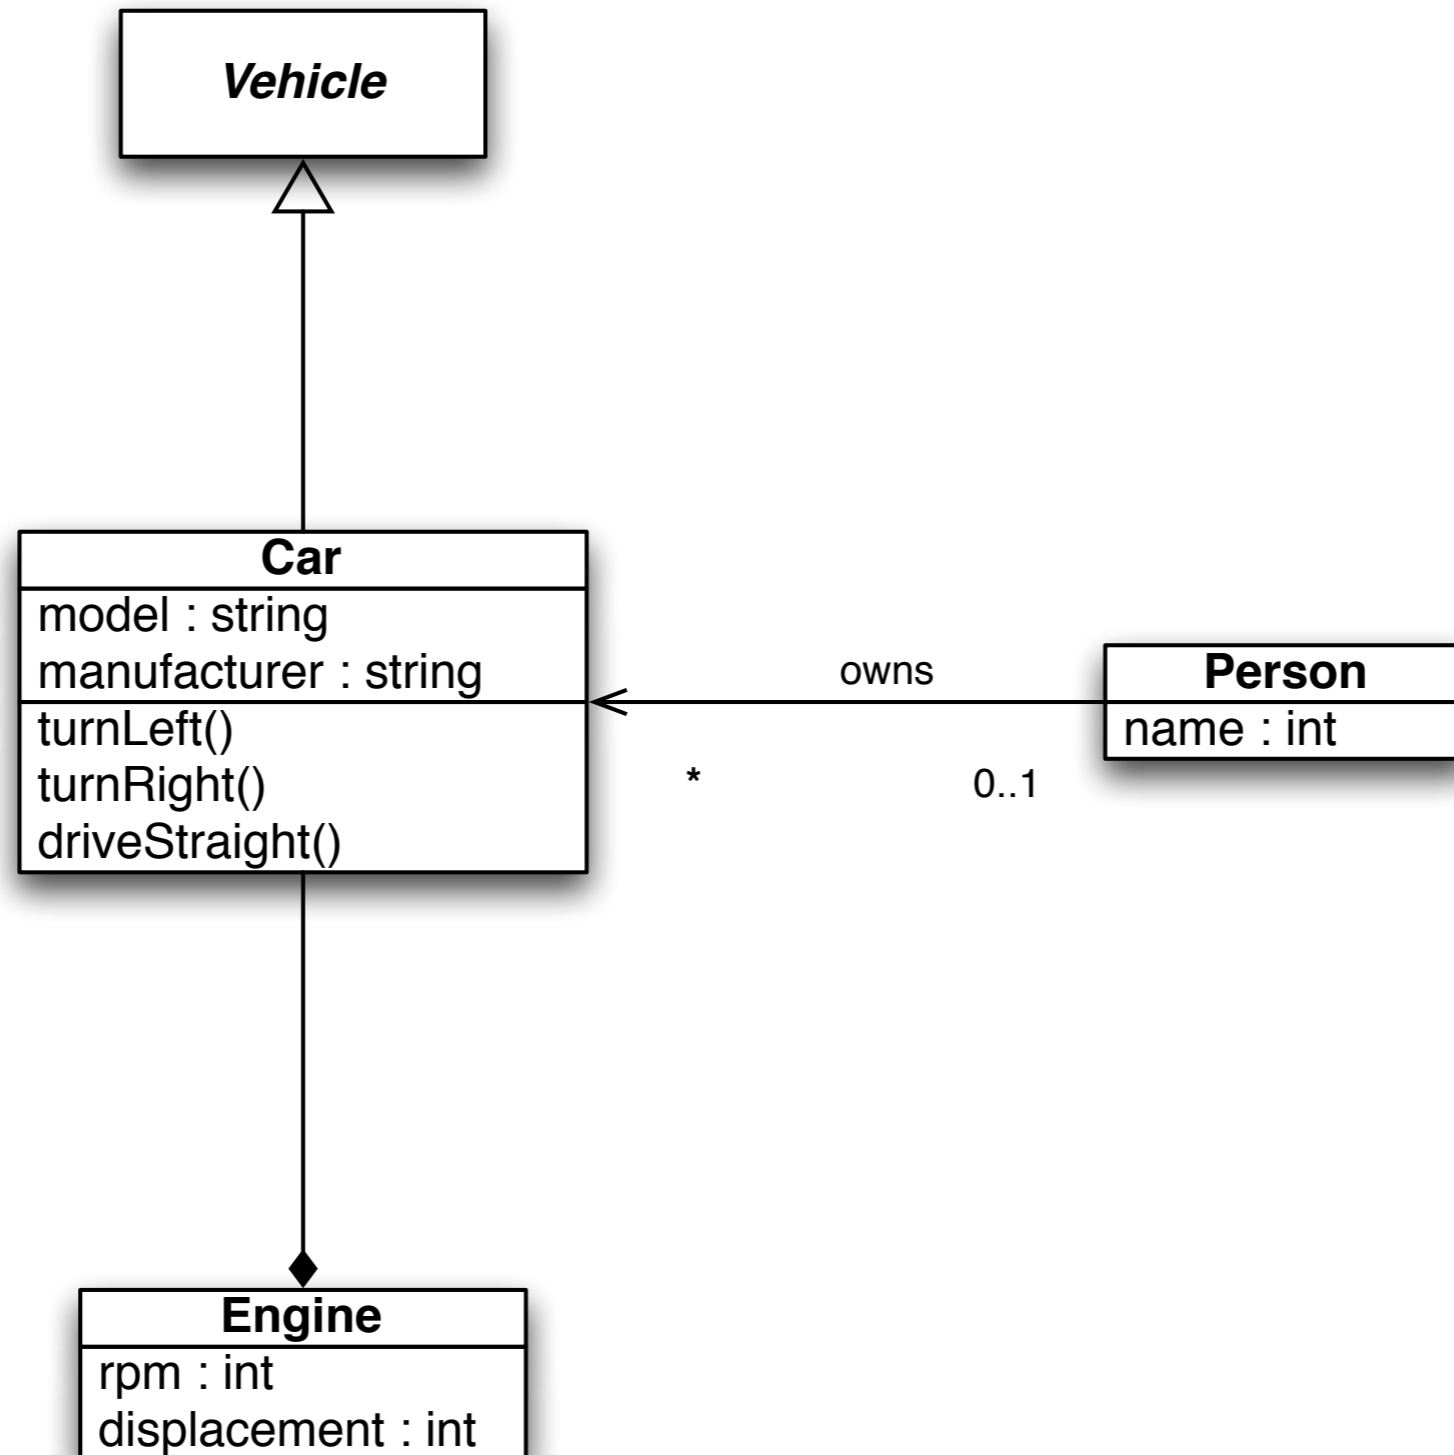 Vehicle
Car
model : string
manufacturer : string
turnLeft()
turnRight()
driveStraight()
owns
*
0..1
Person
name : int
Engine
rpm : int
displacement : int